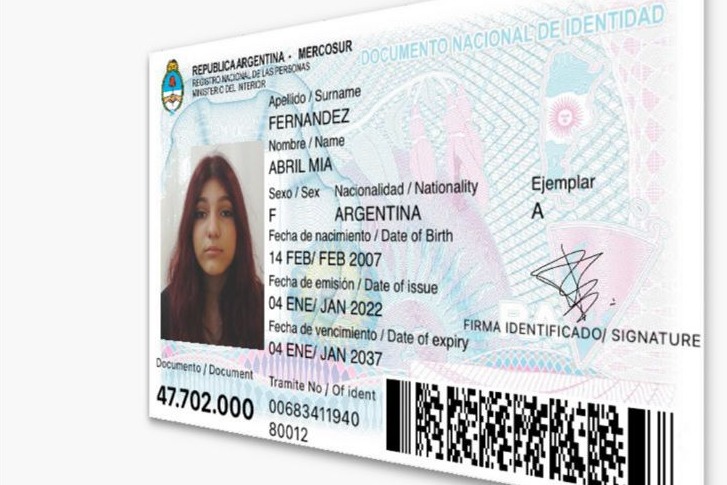 REPUBLICA ARGENTINA - MERCOSUR
REGISTRO NACIONAL DE LAS PERSONAS
MINISTERIO DEL INTERIOR
DOCUMENTO NACIONAL DE IDENTIDAD
Apellido / Surname
FERNANDEZ
Nombre / Name
ABRIL MIA
Sexo / Sex Nacionalidad / Nationality
F ARGENTINA
Ejemplar
A
Fecha de nacimiento / Date of Birth
14 FEB/ FEB 2007
Fecha de emisión / Date of issue
04 ENE/ JAN 2022
Fecha de vencimiento / Date of expiry
04 ENE/ JAN 2037
FIRMA IDENTIFICADO/ SIGNATURE
Documento / Document
47.702.000
Tramite No / Of ident
00683411940
80012